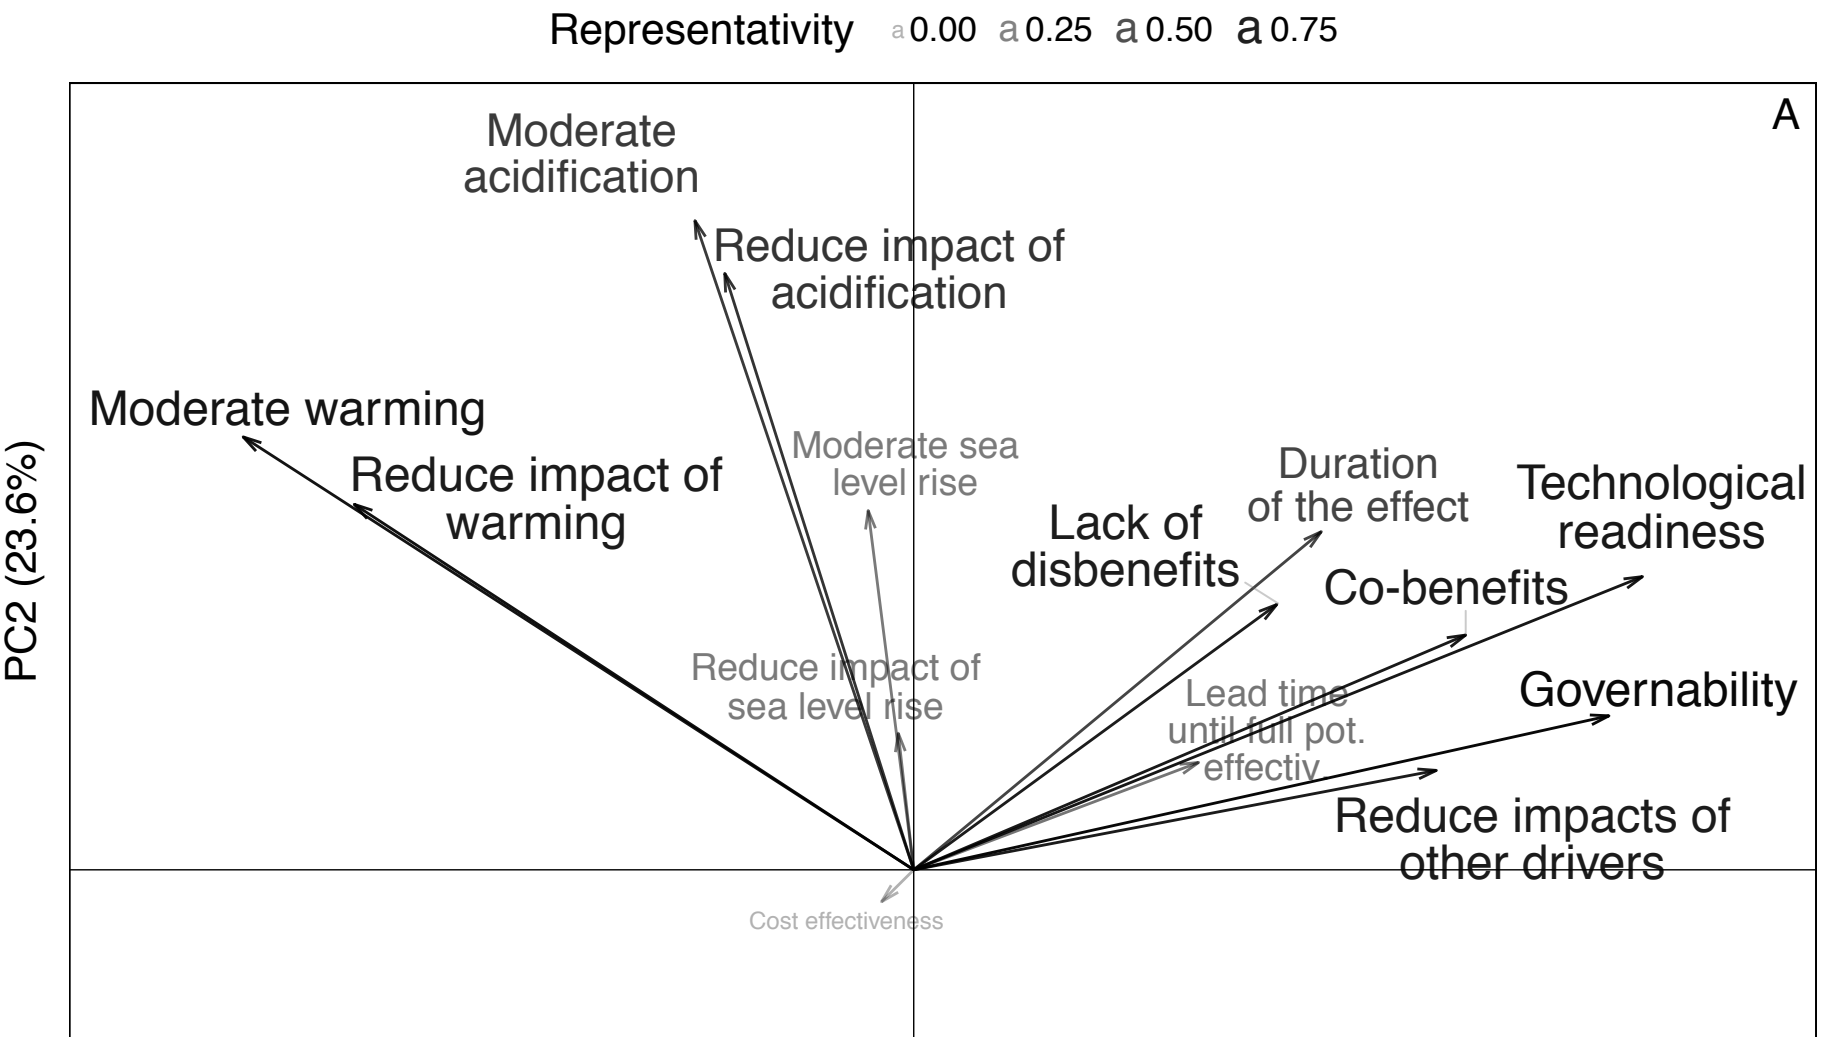 Representativity a 0.00 a 0.25 a 0.50 a 0.75
A
Moderate
acidification
Reduce impact of
acidification
Moderate warming
Reduce impact of
warming
Moderate sea
level rise
Reduce impact of
sea level rise
Duration
of the effect
Lack of
disbenefits
Technological
readiness
Co-benefits
Lead time
until full pot.
effectiv.
Governability
Reduce impacts of
other drivers
Cost effectiveness
PC2 (23.6%)